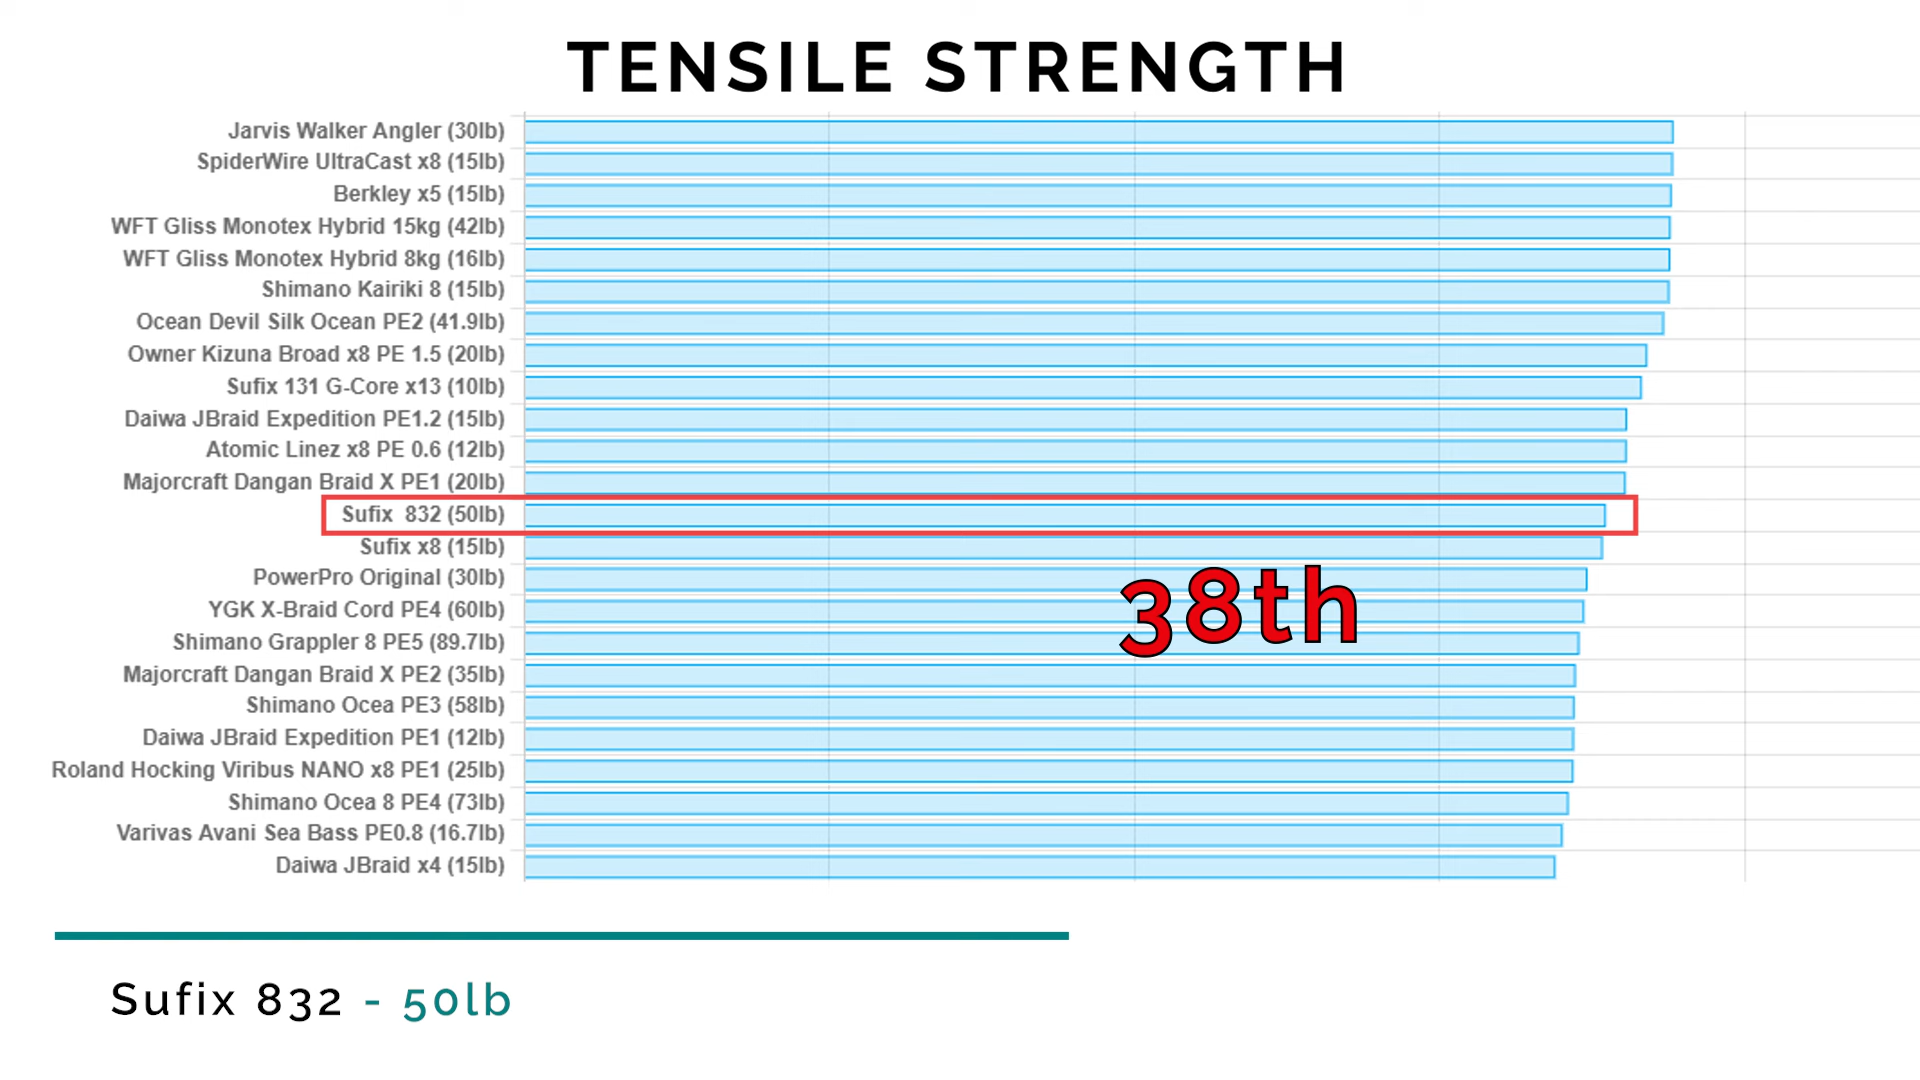 TENSILE STRENGTH
Jarvis Walker Angler (30lb)
SpiderWire UltraCast x8 (15lb)
Berkley x5 (15lb)
WFT Gliss Monotex Hybrid 15kg (42lb)
WFT Gliss Monotex Hybrid 8kg (16lb)
Shimano Kairiki 8 (15lb)
Ocean Devil Silk Ocean PE2 (41.9lb)
Owner Kizuna Broad x8 PE 1.5 (20lb)
Sufix 131 G-Core x13 (10lb)
Daiwa JBraid Expedition PE1.2 (15lb)
Atomic Linez x8 PE 0.6 (12lb)
Majorcraft Dangan Braid X PE1 (20lb)
Sufix 832 (50lb)
Sufix x8 (15lb)
PowerPro Original (30lb)
38th
YGK X-Braid Cord PE4 (60lb)
Shimano Grappler 8 PE5 (89.7lb)
Majorcraft Dangan Braid X PE2 (35lb)
Shimano Ocea PE3 (58lb)
Daiwa JBraid Expedition PE1 (12lb)
Roland Hocking Viribus NANO x8 PE1 (25lb)
Shimano Ocea 8 PE4 (73lb)
Varivas Avani Sea Bass PE0.8 (16.7lb)
Daiwa JBraid x4 (15lb)
Sufix 832 - 50lb